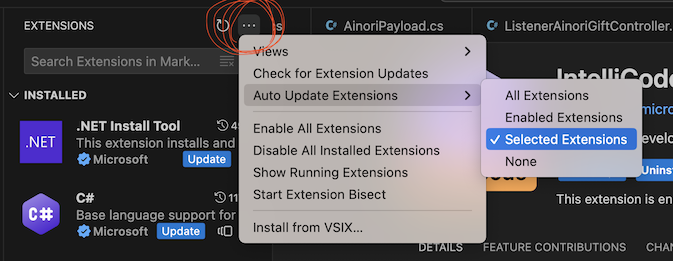 EXTENSIONS
AinoriPayload.cs
ListenerAinoriGiftController.
Search Extensions in Mark...
INSTALLED
.NET
.NET Install Tool
This extension installs and
Microsoft
Update
C#
C#
Base language support for
Microsoft
Update
Views
Check for Extension Updates
Auto Update Extensions
Enable All Extensions
Disable All Installed Extensions
Show Running Extensions
Start Extension Bisect
Install from VSIX...
All Extensions
Enabled Extensions
Selected Extensions
None
This extension is en
DETAILS
FEATURE CONTRIBUTIONS